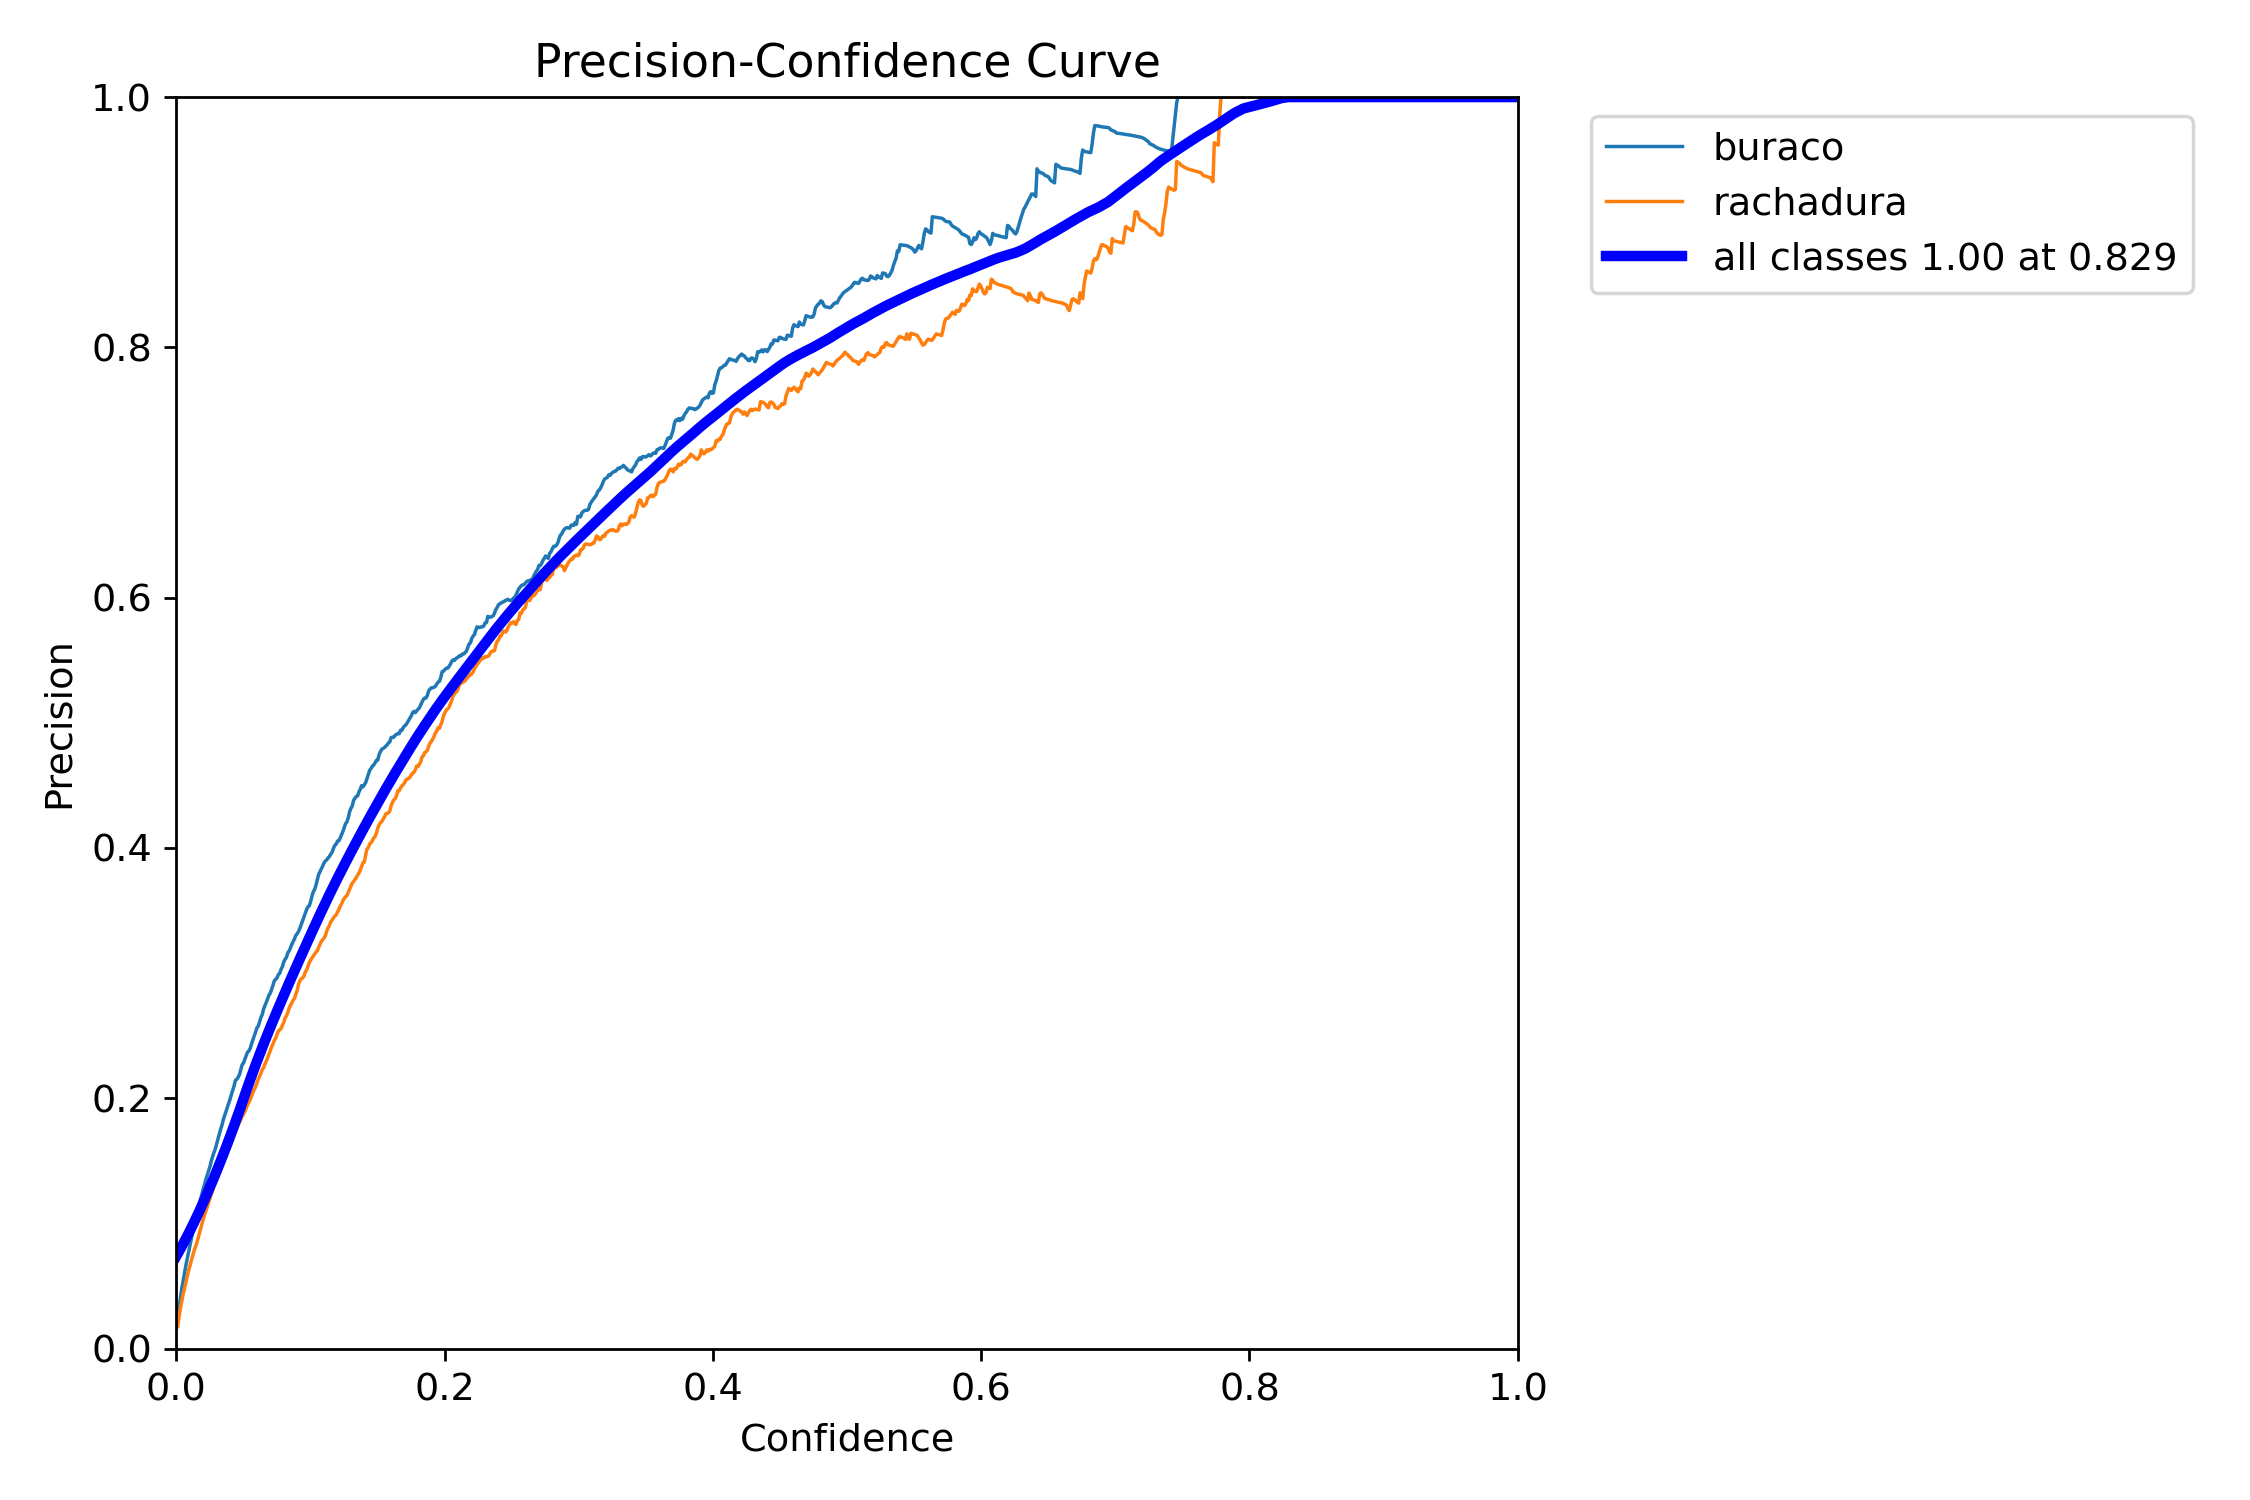 Precision-Confidence Curve
1.0
0.8
0.6
0.4
0.2
0.0
Precision
0.0 0.2 0.4 0.6 0.8 1.0
Confidence
buraco
rachadura
all classes 1.00 at 0.829